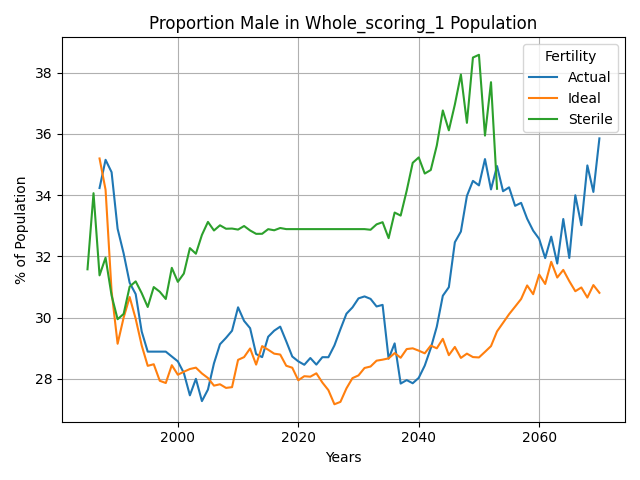 Proportion Male in Whole_scoring_1 Population
Fertility
Actual
Ideal
Sterile
% of Population
38
36
34
32
30
28
2000
2020
2040
2060
Years